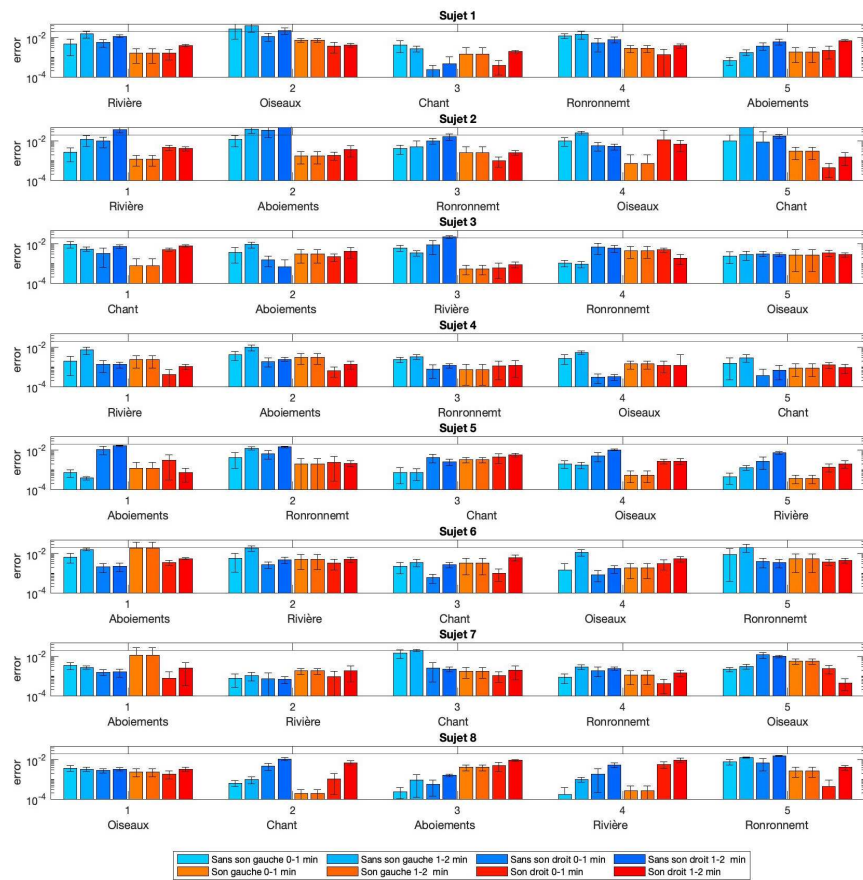 Sujet 1
error
10-2
10-4
1 2 3 4 5
Rivière Oiseaux Chant Ronronnemt Aboiements
Sujet 2
error
10-2
10-4
1 2 3 4 5
Rivière Aboiements Ronronnemt Oiseaux Chant
Sujet 3
error
10-2
10-4
1 2 3 4 5
Chant Aboiements Rivière Ronronnemt Oiseaux
Sujet 4
error
10-2
10-4
1 2 3 4 5
Rivière Aboiements Ronronnemt Oiseaux Chant
Sujet 5
error
10-2
10-4
1 2 3 4 5
Aboiements Ronronnemt Chant Oiseaux Rivière
Sujet 6
error
10-2
10-4
1 2 3 4 5
Aboiements Rivière Chant Oiseaux Ronronnemt
Sujet 7
error
10-2
10-4
1 2 3 4 5
Aboiements Rivière Chant Ronronnemt Oiseaux
Sujet 8
error
10-2
10-4
1 2 3 4 5
Oiseaux Chant Aboiements Rivière Ronronnemt
Sans son gauche 0-1 min Sans son gauche 1-2 min Sans son droit 0-1 min Sans son droit 1-2 min
Son gauche 0-1 min Son gauche 1-2 min Son droit 0-1 min Son droit 1-2 min